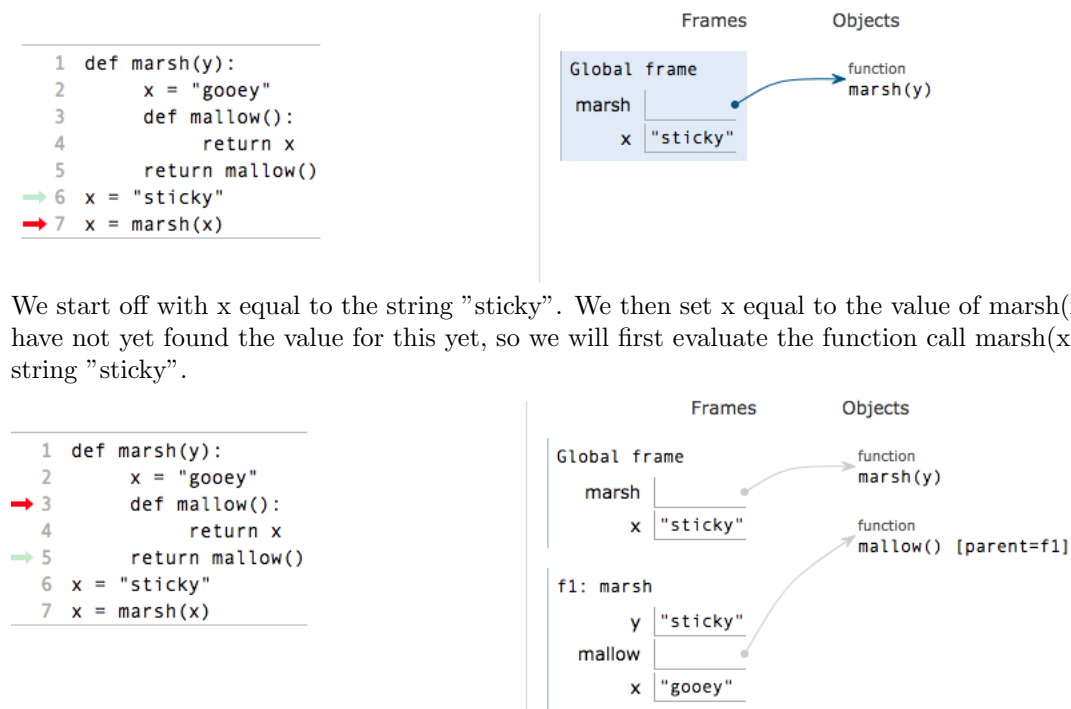 Frames Objects
1 def marsh(y):
2 x = "gooey"
3 def mallow():
4 return x
5 return mallow()
6 x = "sticky"
7 x = marsh(x)
Global frame
marsh
x "sticky"
function
marsh(y)
We start off with x equal to the string ”sticky”. We then set x equal to the value of marsh(
have not yet found the value for this yet, so we will first evaluate the function call marsh(x
string ”sticky”.
Frames Objects
1 def marsh(y):
2 x = "gooey"
3 def mallow():
4 return x
5 return mallow()
6 x = "sticky"
7 x = marsh(x)
Global frame
marsh
x "sticky"
function
marsh(y)
function
mallow() [parent=f1]
f1: marsh
y "sticky"
mallow
x "gooey"